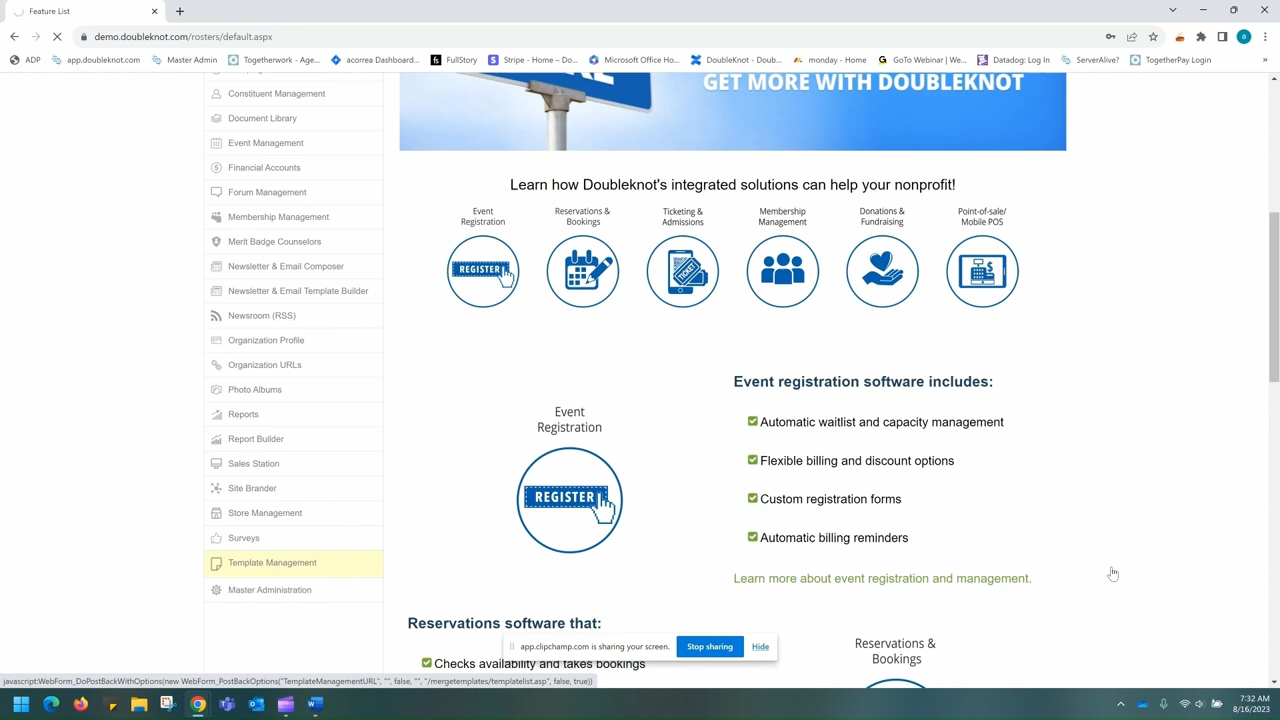 Feature List
demo.doubleknot.com/rosters/default.aspx
ADP
app.doubleknot.com
Master Admin
Togetherwork - Age...
acorrea Dashboard...
FullStory
Stripe - Home – Do...
Microsoft Office Ho...
DoubleKnot - Doub...
monday - Home
GoTo Webinar | We...
Datadog: Log In
ServerAlive?
TogetherPay Login
»
GET MORE WITH DOUBLEKNOT
Constituent Management
Document Library
Event Management
Financial Accounts
Forum Management
Membership Management
Merit Badge Counselors
Newsletter & Email Composer
Newsletter & Email Template Builder
Newsroom (RSS)
Organization Profile
Organization URLs
Photo Albums
Reports
Report Builder
Sales Station
Site Brander
Store Management
Surveys
Template Management
Master Administration
Learn how Doubleknot's integrated solutions can help your nonprofit!
Event
Registration
Reservations &
Bookings
Ticketing &
Admissions
Membership
Management
Donations &
Fundraising
Point-of-sale/
Mobile POS
REGISTER
TICKET
Event registration software includes:
Event
Registration
REGISTER
Automatic waitlist and capacity management
Flexible billing and discount options
Custom registration forms
Automatic billing reminders
Learn more about event registration and management.
Reservations software that:
Checks availability and takes bookings
Reservations &
Bookings
app.clipchamp.com is sharing your screen.
Stop sharing
Hide
javascript:WebForm_DoPostBackWithOptions(new WebForm_PostBackOptions("TemplateManagementURL", "", false, "", "/mergetemplates/templatelist.asp", false, true))
7:32 AM
8/16/2023